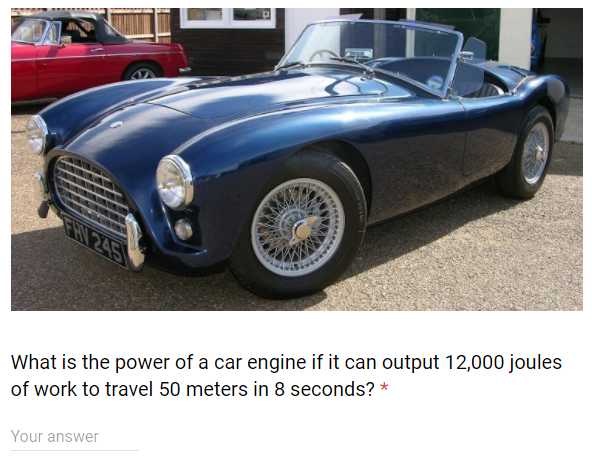 FHV 245
What is the power of a car engine if it can output 12,000 joules
of work to travel 50 meters in 8 seconds? *
Your answer